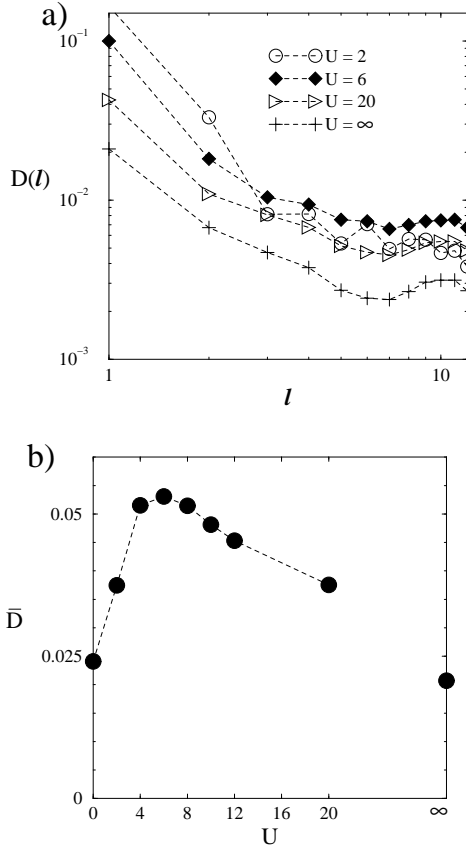 a)
10⁻¹
10⁻²
10⁻³
D(l)
U = 2
U = 6
U = 20
U = ∞
1
10
l
b)
0.05
0.025
0
D̅
0 4 8 12 16 20 ∞
U